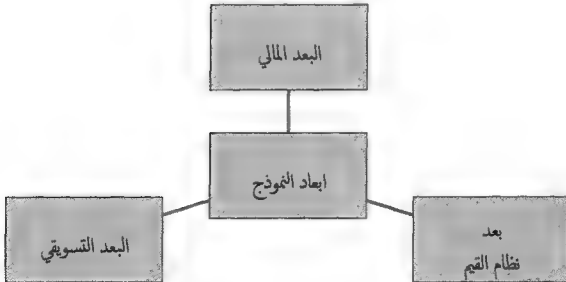 البعد المالي
ابعاد النموذج
بعد
نظام القيم
البعد التسويقي